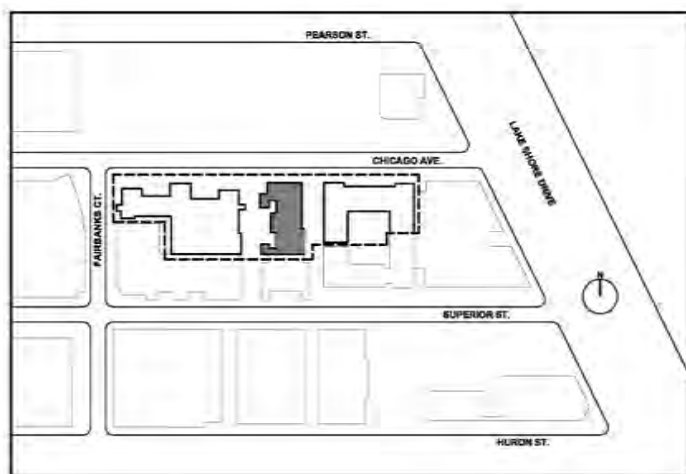 PEARSON ST.
CHICAGO AVE.
LAKE SHORE DRIVE
FAIRBANKS CT.
N
SUPERIOR ST.
HURON ST.